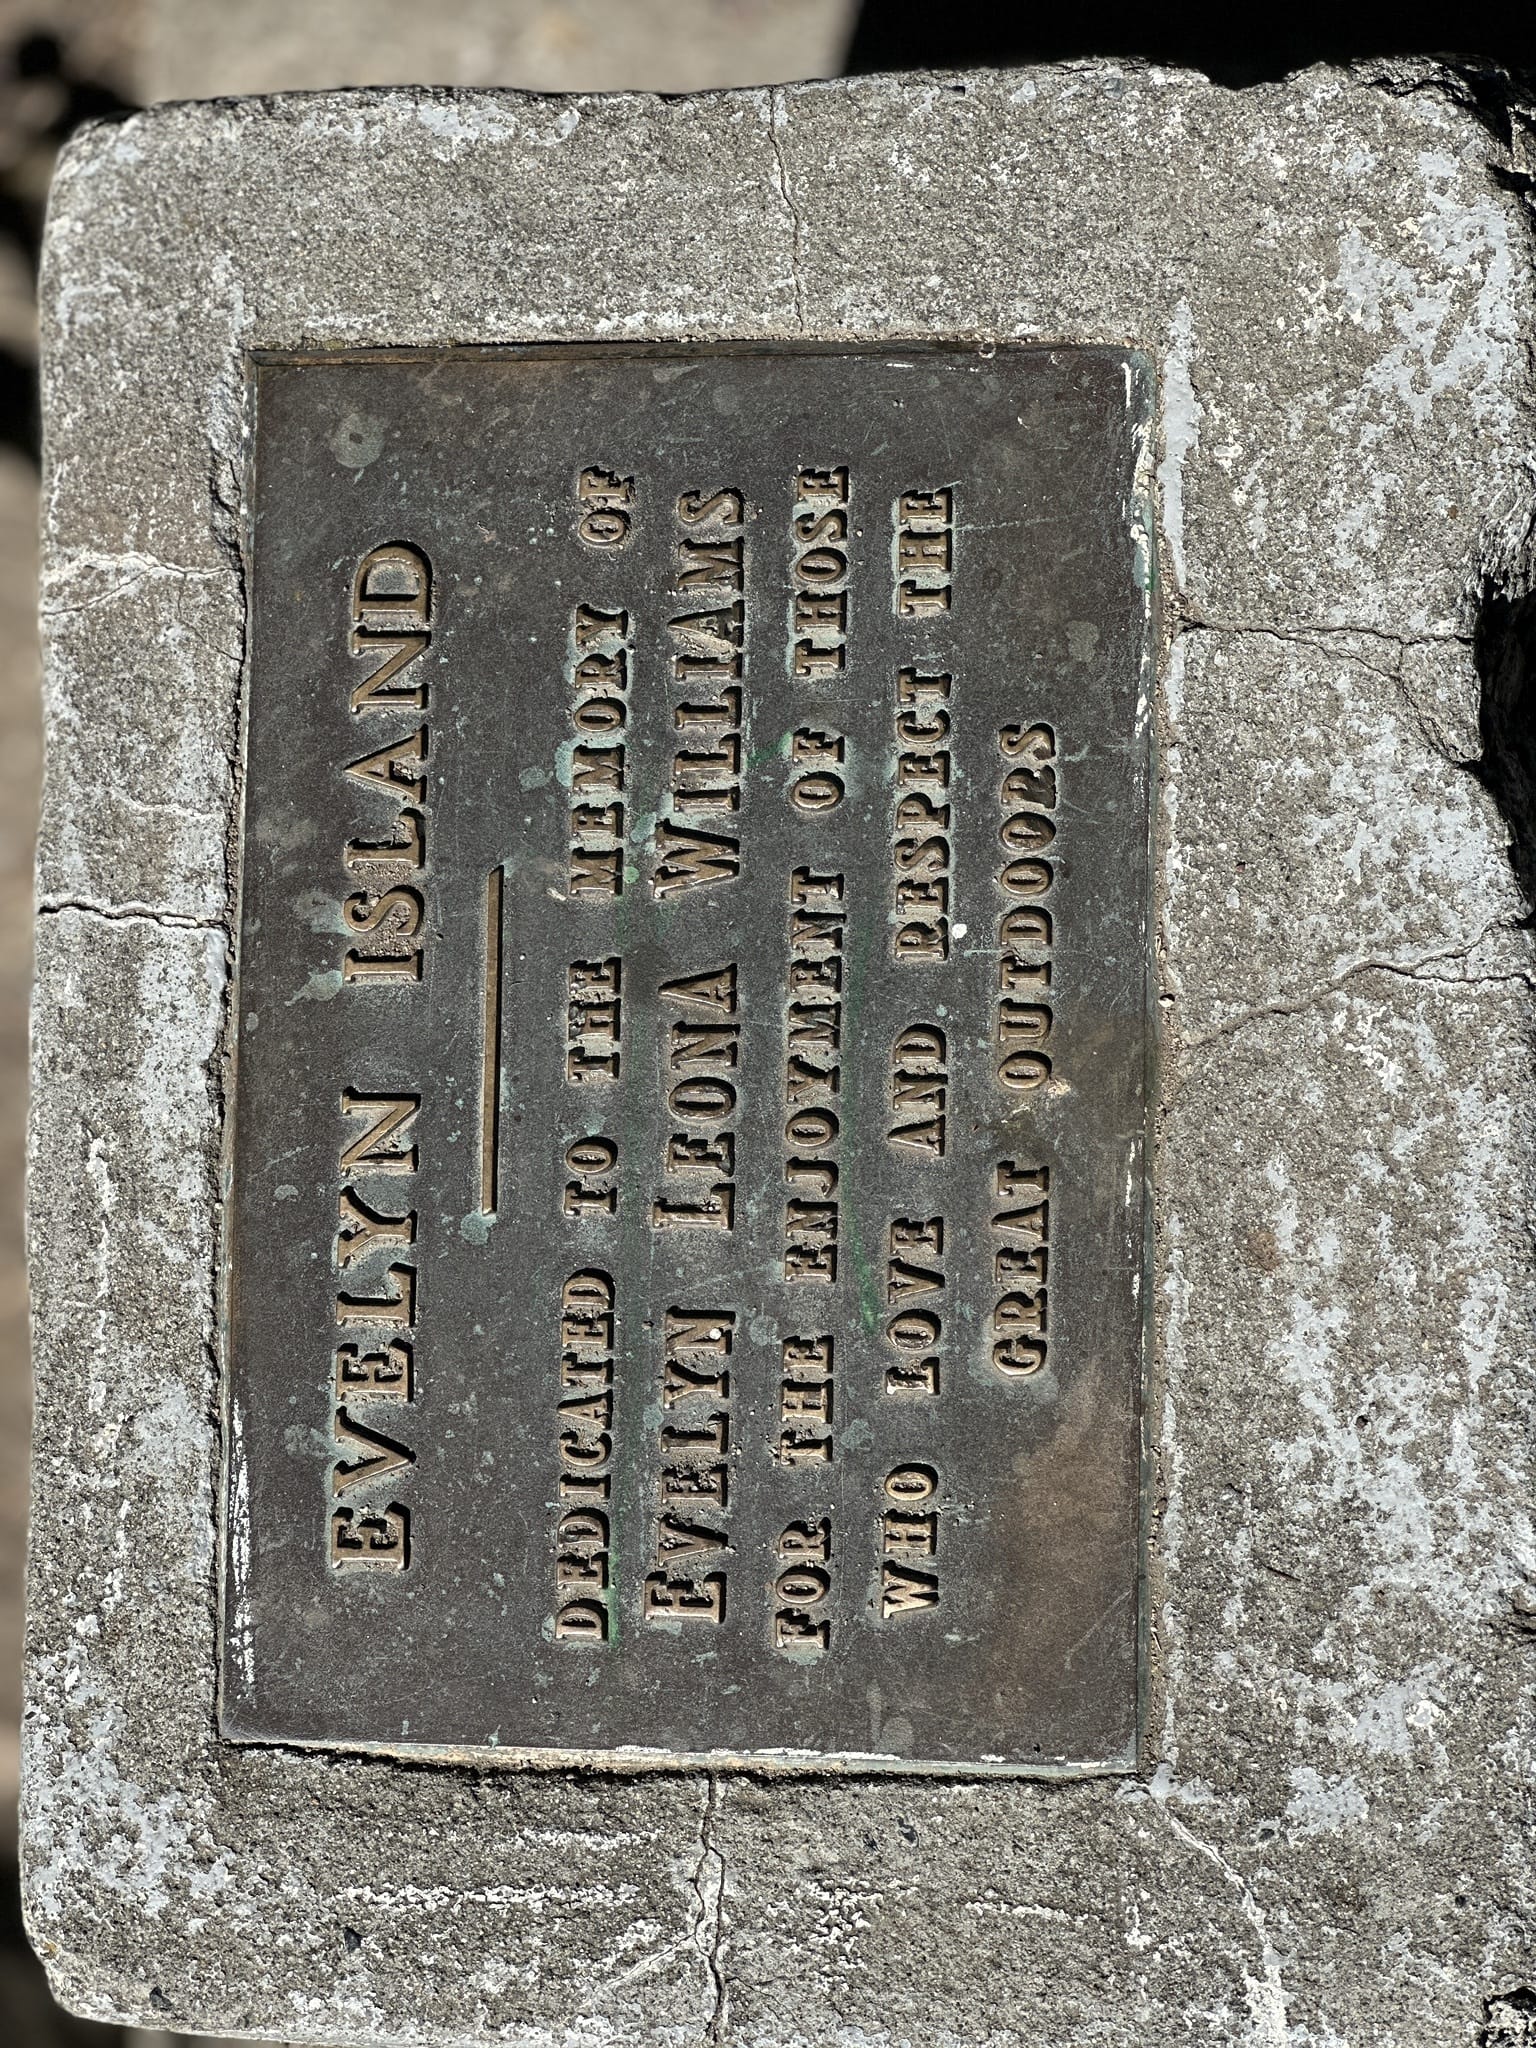 EVELYN ISLAND
DEDICATED TO THE MEMORY OF
EVELYN LEONA WILLIAMS
FOR THE ENJOYMENT OF THOSE
WHO LOVE AND RESPECT THE
GREAT OUTDOORS